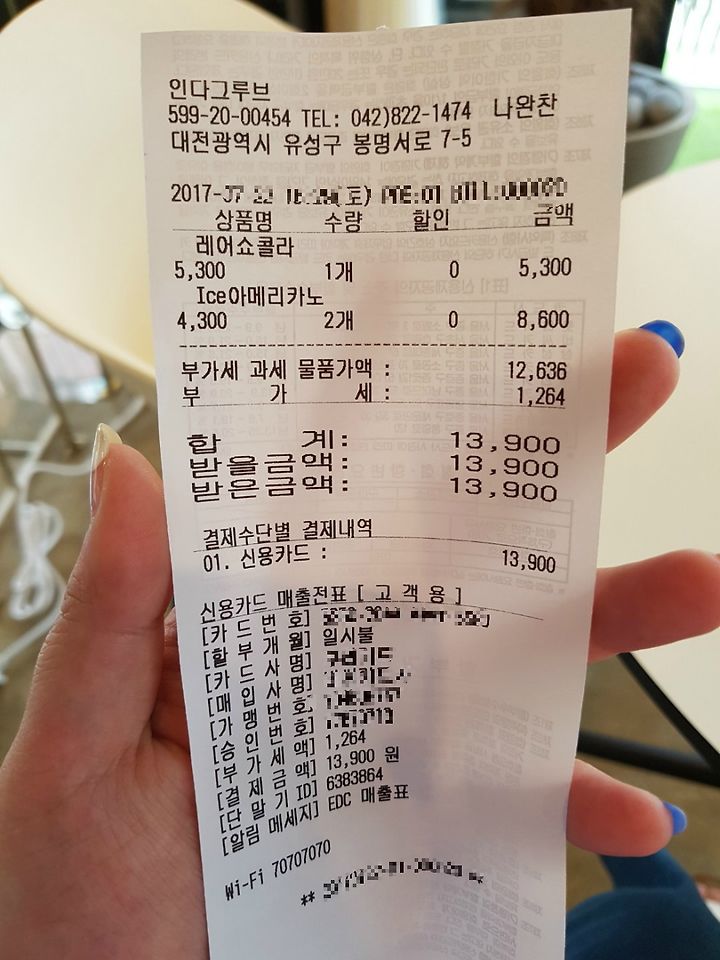 인다그루브
599-20-00454 TEL: 042)822-1474 나완찬
대전광역시 유성구 봉명서로 7-5
2017-07-22 (토)
상품명 수량 할인 금액
레어쇼콜라
5,300 1개 0 5,300
Ice아메리카노
4,300 2개 0 8,600
부가세 과세 물품가액 : 12,636
부 가 세 : 1,264
합 계: 13,900
받을금액: 13,900
받은금액: 13,900
결제수단별 결제내역
01. 신용카드 : 13,900
신용카드 매출전표 [ 고 객 용 ]
[카 드 번 호]
[할 부 개 월] 일시불
[카 드 사 명]
[매 입 사 명]
[가 맹 번 호]
[승 인 번 호]
[부 가 세 액] 1,264
[결 제 금 액] 13,900 원
[단 말 기 ID] 6383864
[알림 메세지] EDC 매출표
Wi-Fi 70707070